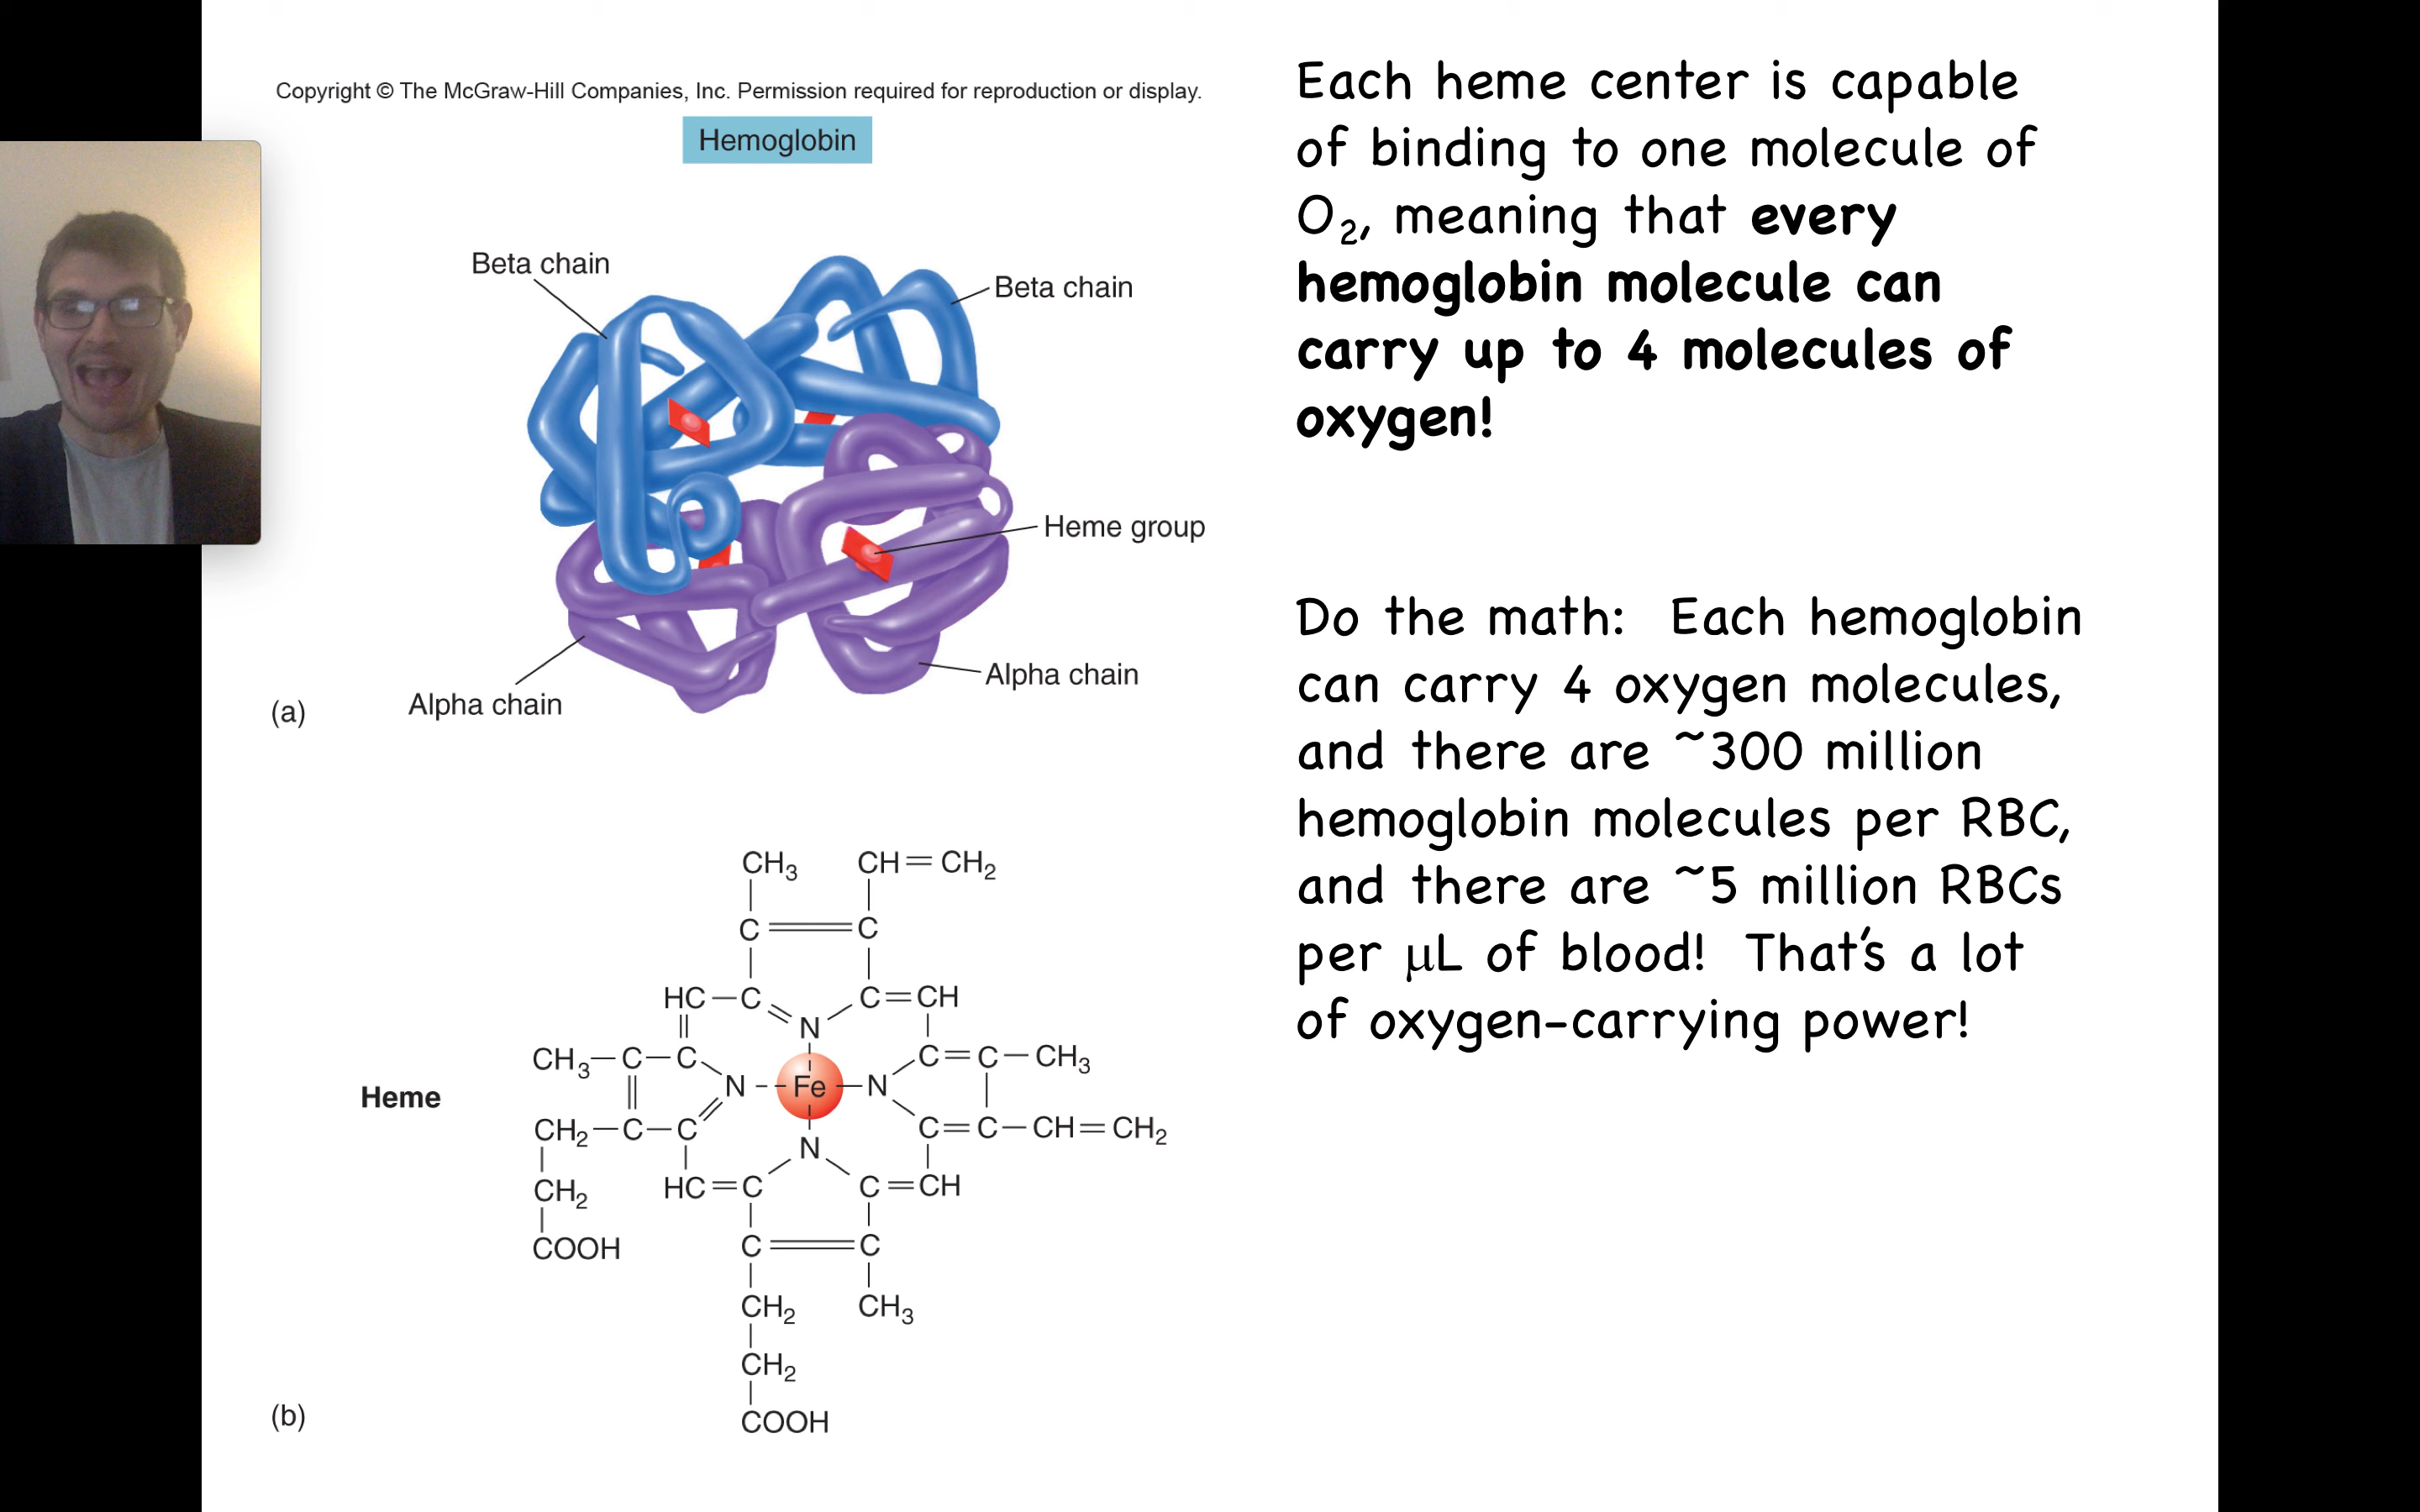 Copyright © The McGraw-Hill Companies, Inc. Permission required for reproduction or display.
Hemoglobin
Beta chain
Beta chain
Heme group
Alpha chain
Alpha chain
(a)
CH3 CH=CH2
C=C
HC-C C=CH
N
CH3-C-C C=C-CH3
N--Fe-N
Heme
CH2-C-C C=C-CH=CH2
N
CH2 HC=C C=CH
COOH C=C
CH2 CH3
CH2
COOH
(b)
Each heme center is capable
of binding to one molecule of
O2, meaning that every
hemoglobin molecule can
carry up to 4 molecules of
oxygen!
Do the math: Each hemoglobin
can carry 4 oxygen molecules,
and there are ~300 million
hemoglobin molecules per RBC,
and there are ~5 million RBCs
per μL of blood! That's a lot
of oxygen-carrying power!